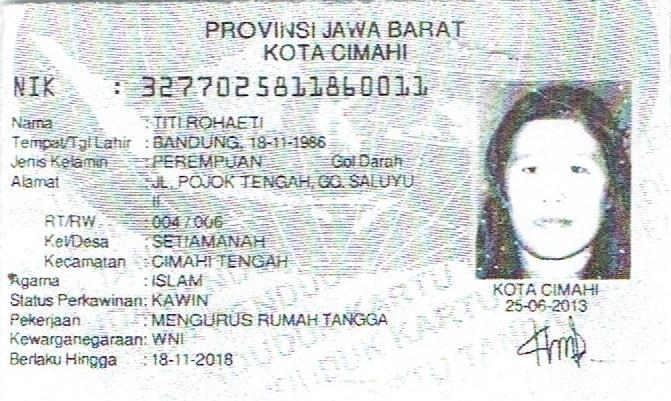 PROVINSI JAWA BARAT
KOTA CIMAHI
NIK : 3277025811860011
Nama : TITI ROHAETI
Tempat/Tgl Lahir : BANDUNG, 18-11-1986
Jenis Kelamin : PEREMPUAN Gol Darah :
Alamat : JL. POJOK TENGAH, GG. SALUYU
II
RT/RW : 004 / 006
Kel/Desa : SETIAMANAH
Kecamatan : CIMAHI TENGAH
Agama : ISLAM
Status Perkawinan: KAWIN
Pekerjaan : MENGURUS RUMAH TANGGA
Kewarganegaraan: WNI
Berlaku Hingga : 18-11-2018
KOTA CIMAHI
25-06-2013